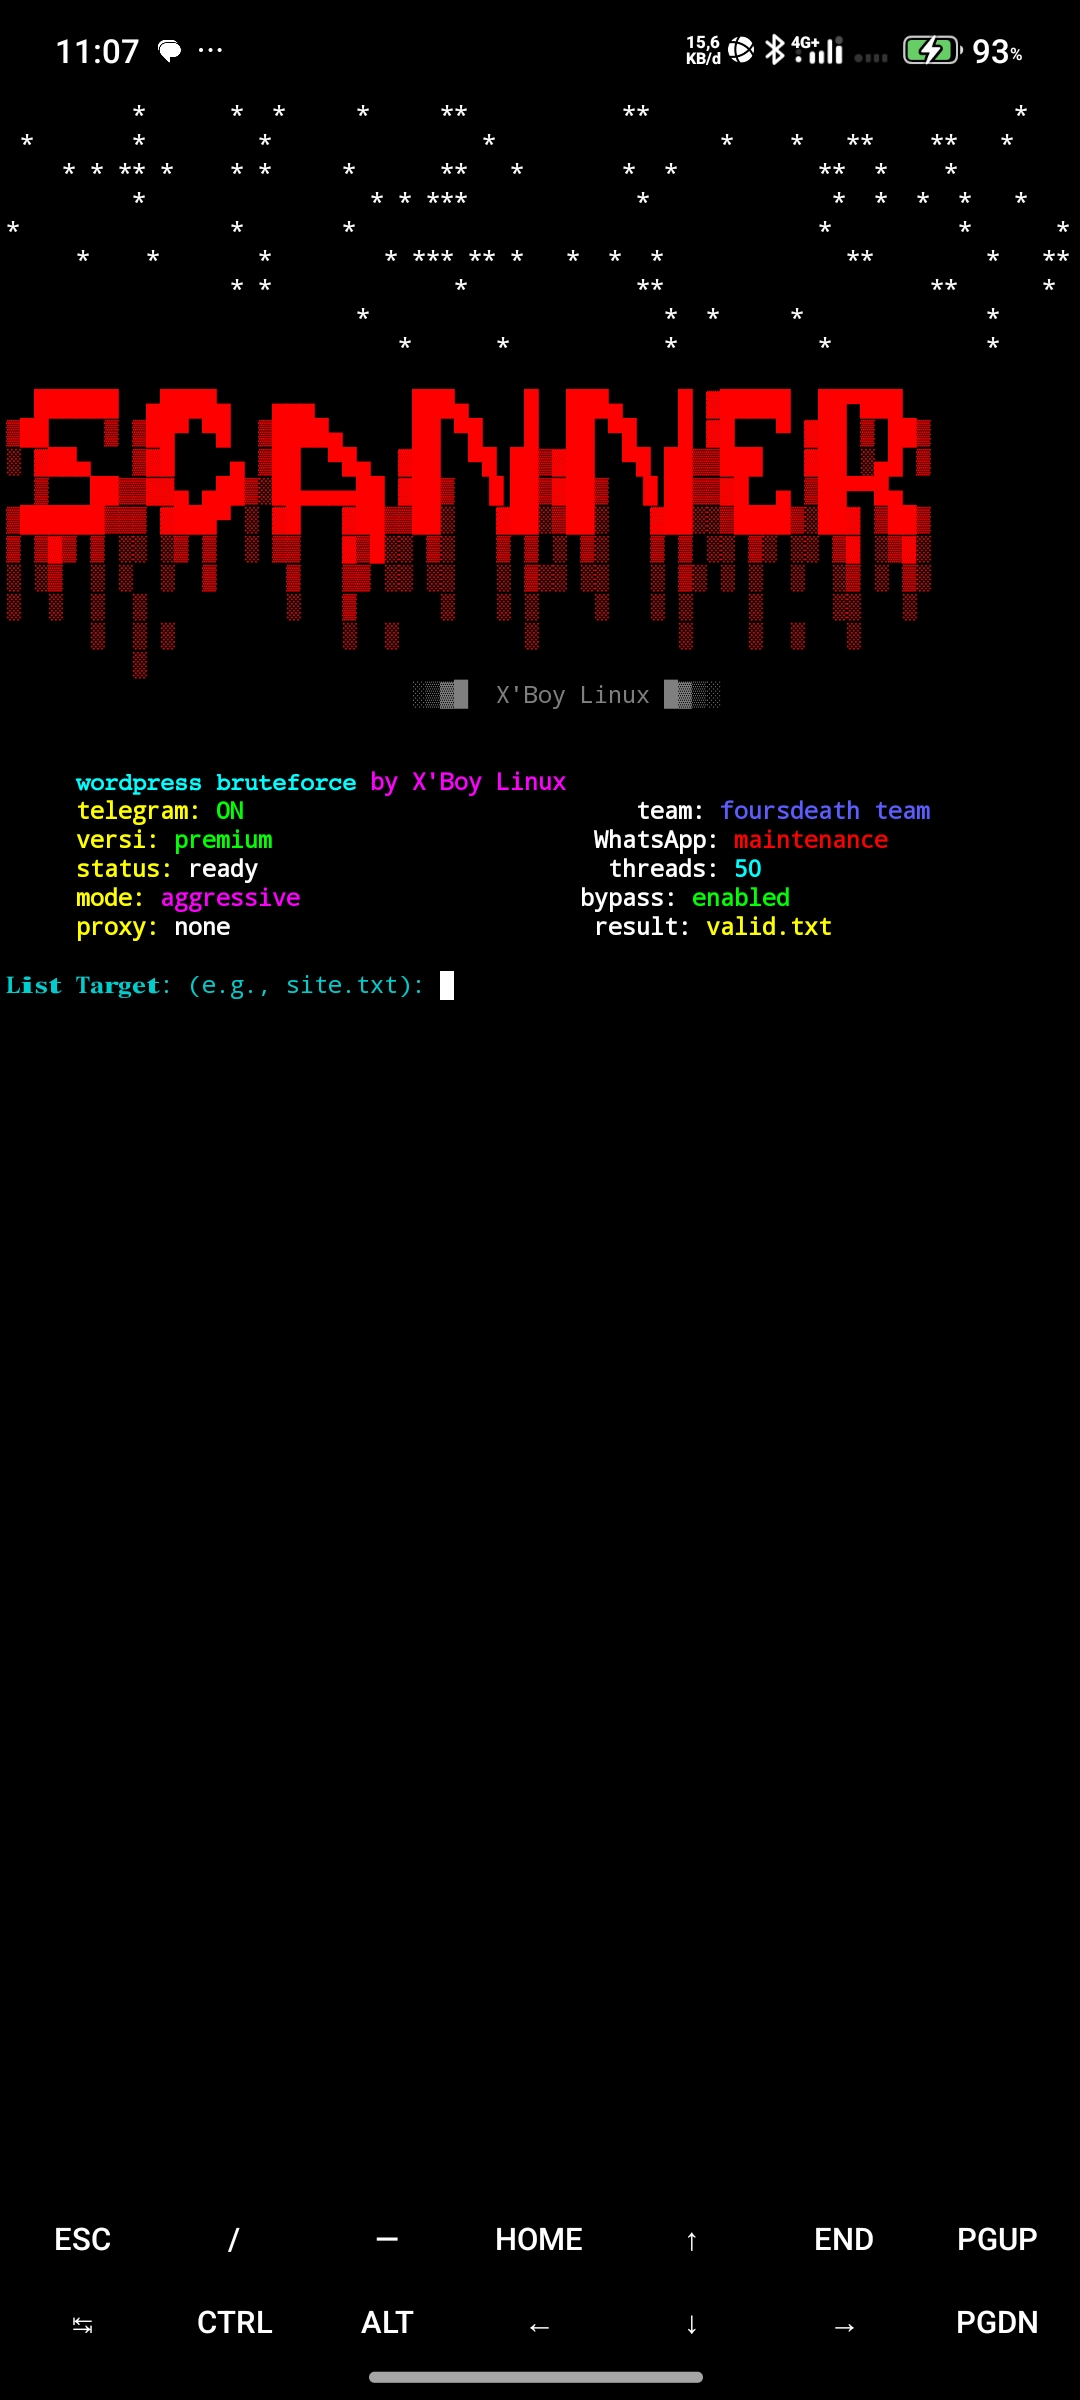 11:07 ... 15,6 KB/d 4G+ 93%
SCANNER
X'Boy Linux
wordpress bruteforce by X'Boy Linux
telegram: ON team: foursdeath team
versi: premium WhatsApp: maintenance
status: ready threads: 50
mode: aggressive bypass: enabled
proxy: none result: valid.txt
List Target: (e.g., site.txt):
ESC / — HOME ↑ END PGUP
↹ CTRL ALT ← ↓ → PGDN